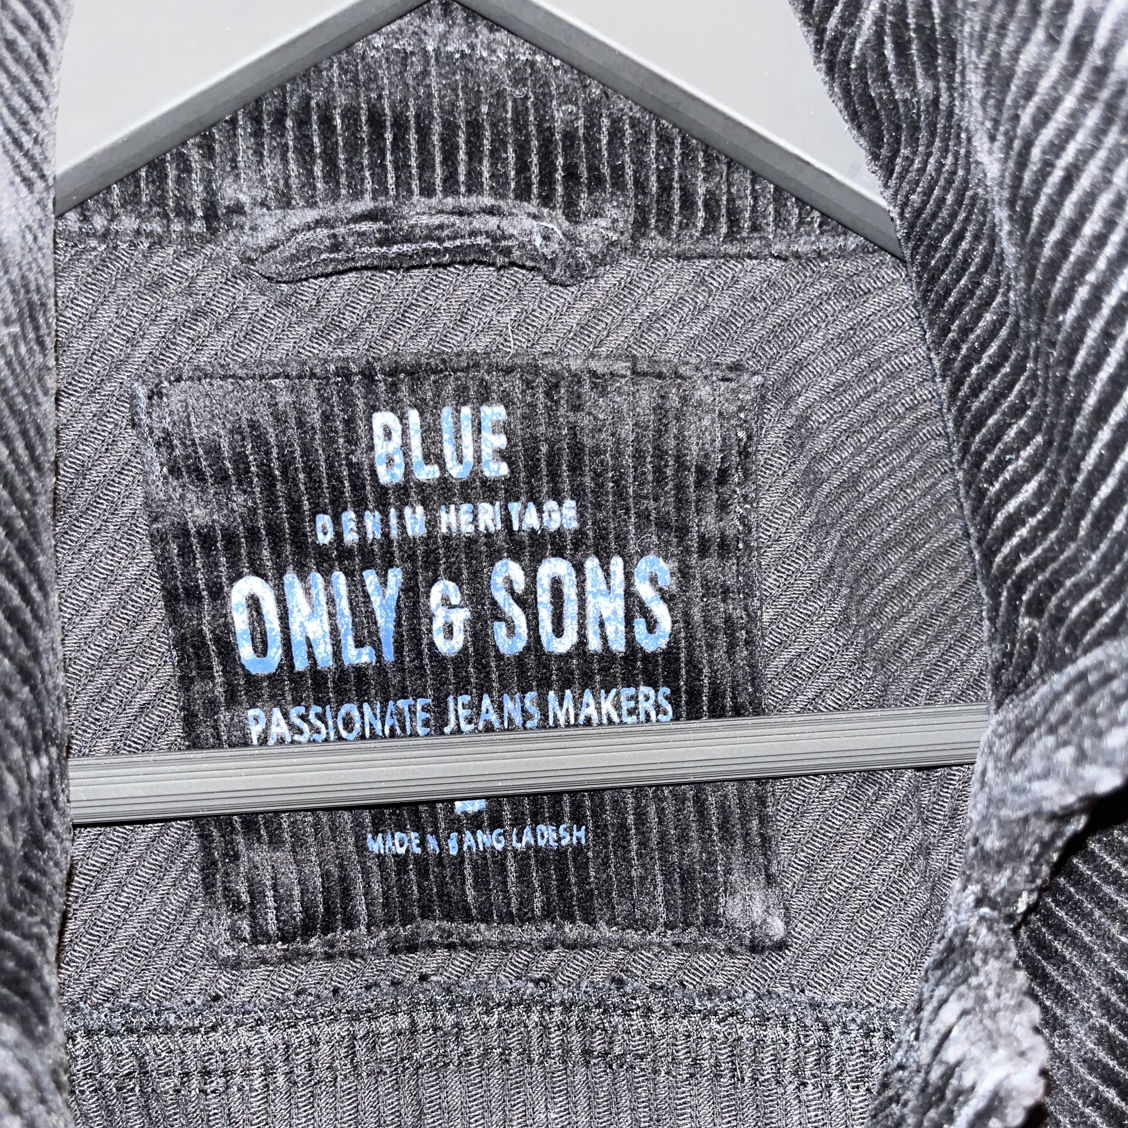 BLUE
DENIM HERITAGE
ONLY & SONS
PASSIONATE JEANS MAKERS
MADE IN BANGLADESH